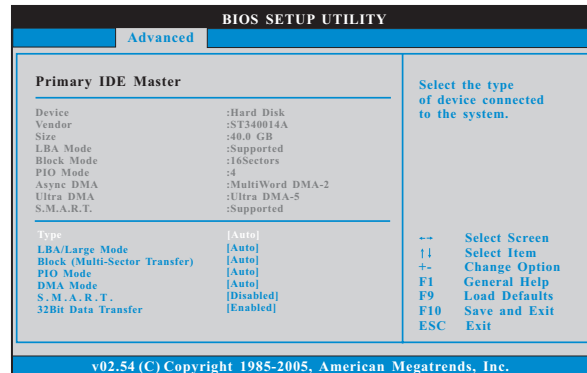 BIOS SETUP UTILITY
Advanced
Primary IDE Master
Device :Hard Disk
Vendor :ST340014A
Size :40.0 GB
LBA Mode :Supported
Block Mode :16Sectors
PIO Mode :4
Async DMA :MultiWord DMA-2
Ultra DMA :Ultra DMA-5
S.M.A.R.T. :Supported
Type [Auto]
LBA/Large Mode [Auto]
Block (Multi-Sector Transfer) [Auto]
PIO Mode [Auto]
DMA Mode [Auto]
S.M.A.R.T. [Disabled]
32Bit Data Transfer [Enabled]
Select the type
of device connected
to the system.
←→ Select Screen
↑↓ Select Item
+- Change Option
F1 General Help
F9 Load Defaults
F10 Save and Exit
ESC Exit
v02.54 (C) Copyright 1985-2005, American Megatrends, Inc.